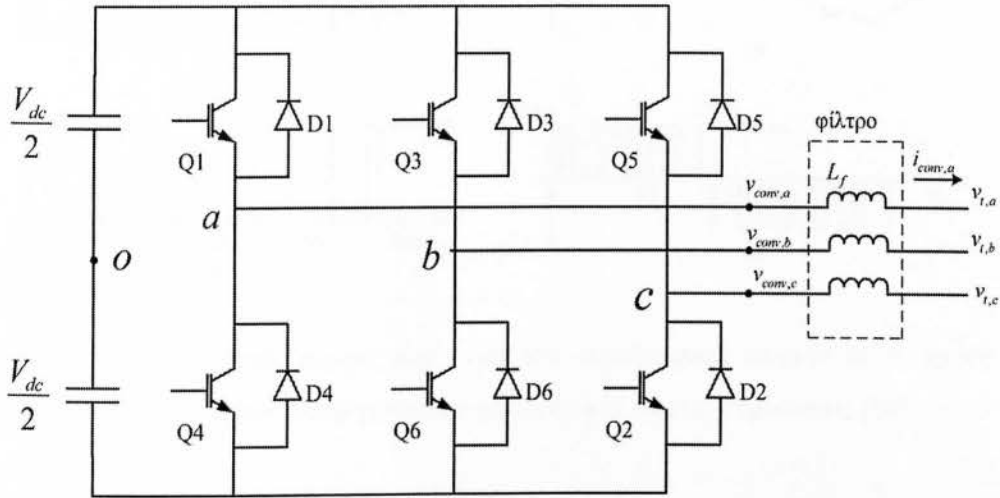 V_dc
2
Q1
D1
Q3
D3
Q5
D5
φίλτρο
L_f
i_conv,a
v_conv,a
v_t,a
a
o
b
v_conv,b
v_t,b
c
v_conv,c
v_t,c
V_dc
2
Q4
D4
Q6
D6
Q2
D2